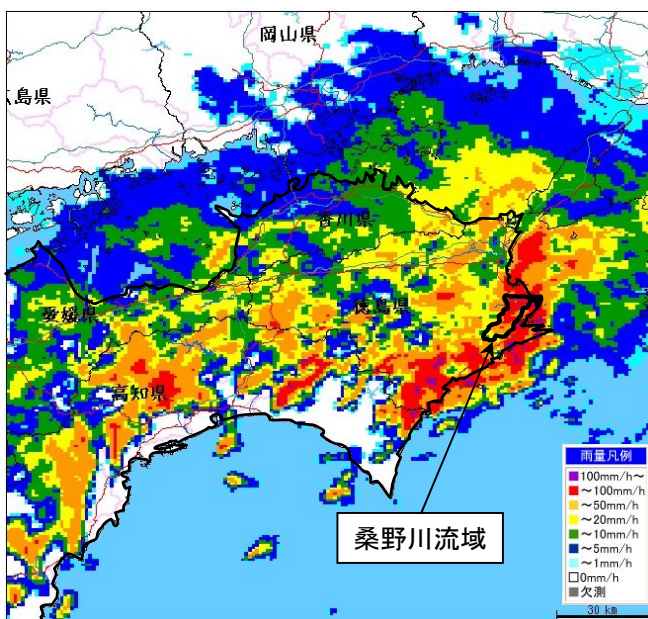 岡山県
広島県
香川県
愛媛県
徳島県
高知県
桑野川流域
雨量凡例
100mm/h～
～100mm/h
～50mm/h
～20mm/h
～10mm/h
～5mm/h
～1mm/h
0mm/h
欠測
30 km